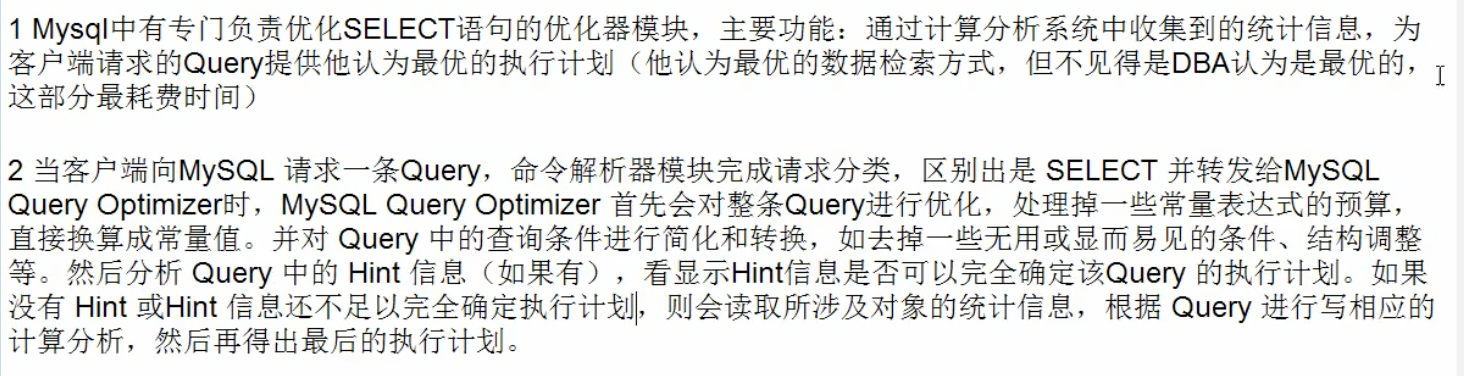 1 Mysql中有专门负责优化SELECT语句的优化器模块，主要功能：通过计算分析系统中收集到的统计信息，为
客户端请求的Query提供他认为最优的执行计划（他认为最优的数据检索方式，但不见得是DBA认为是最优的，
这部分最耗费时间）
2 当客户端向MySQL 请求一条Query，命令解析器模块完成请求分类，区别出是 SELECT 并转发给MySQL
Query Optimizer时，MySQL Query Optimizer 首先会对整条Query进行优化，处理掉一些常量表达式的预算，
直接换算成常量值。并对 Query 中的查询条件进行简化和转换，如去掉一些无用或显而易见的条件、结构调整
等。然后分析 Query 中的 Hint 信息（如果有），看显示Hint信息是否可以完全确定该Query 的执行计划。如果
没有 Hint 或Hint 信息还不足以完全确定执行计划，则会读取所涉及对象的统计信息，根据 Query 进行写相应的
计算分析，然后再得出最后的执行计划。